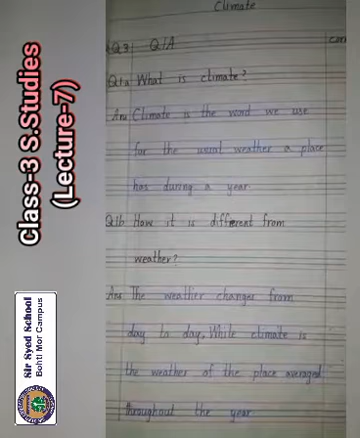 Climate
Q3 Q1A
Q1a What is climate?
Ans Climate is the word we use
for the usual weather a place
has during a year
Q1b How it is different from
weather?
Ans. The weather changes from
day to day, While climate is
the weather of the place averaged
throughout the year
Class-3 S.Studies
(Lecture-7)
Sir Syed School
Bohti Mor Campus